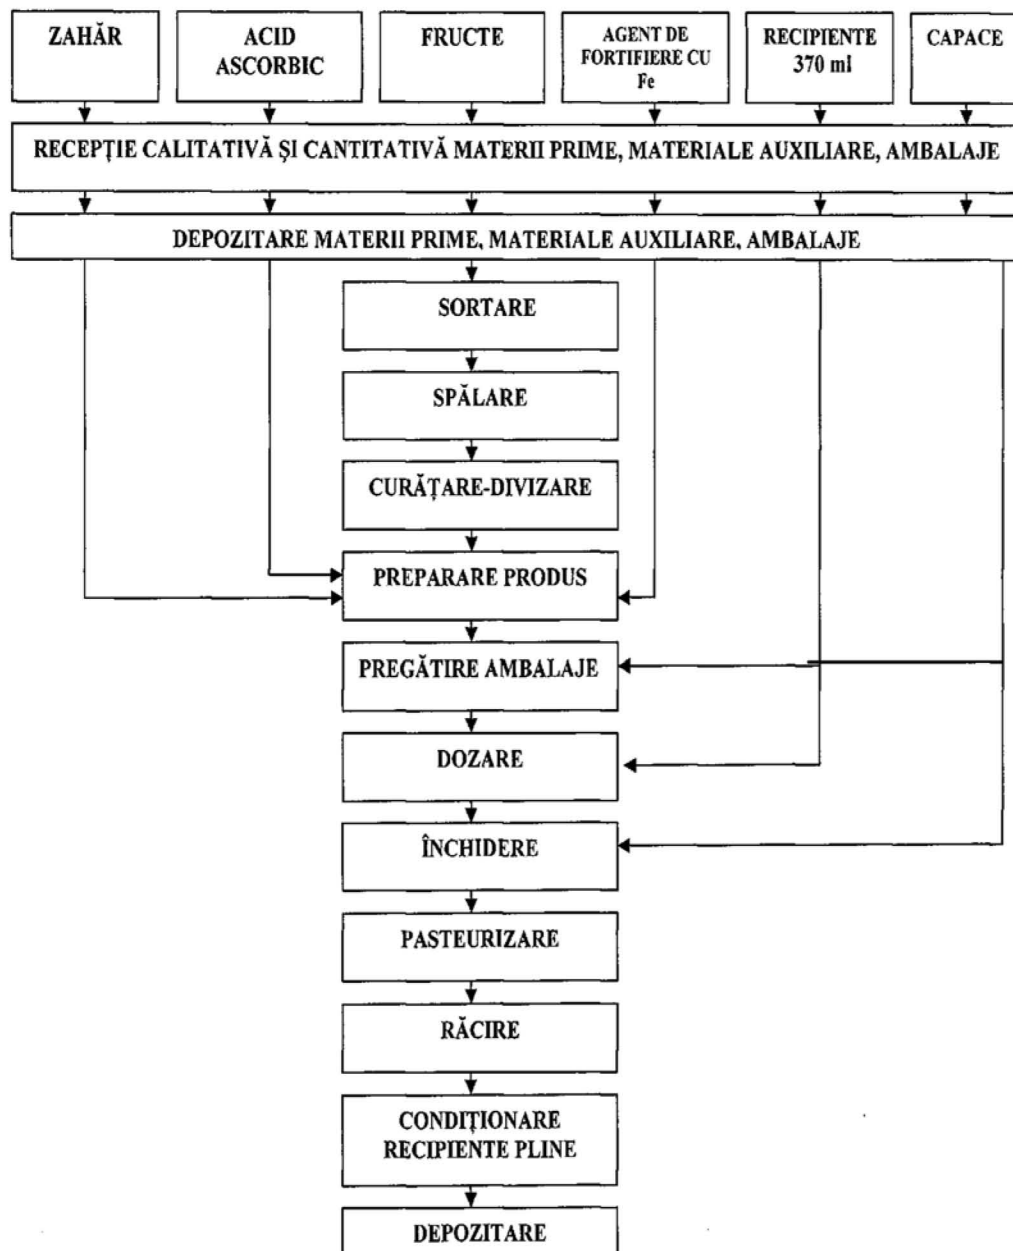 ZAHĂR
ACID
ASCORBIC
FRUCTE
AGENT DE
FORTIFIERE CU
Fe
RECIPIENTE
370 ml
CAPACE
RECEPȚIE CALITATIVĂ ȘI CANTITATIVĂ MATERII PRIME, MATERIALE AUXILIARE, AMBALAJE
DEPOZITARE MATERII PRIME, MATERIALE AUXILIARE, AMBALAJE
SORTARE
SPĂLARE
CURĂȚARE-DIVIZARE
PREPARARE PRODUS
PREGĂTIRE AMBALAJE
DOZARE
ÎNCHIDERE
PASTEURIZARE
RĂCIRE
CONDIȚIONARE
RECIPIENTE PLINE
DEPOZITARE